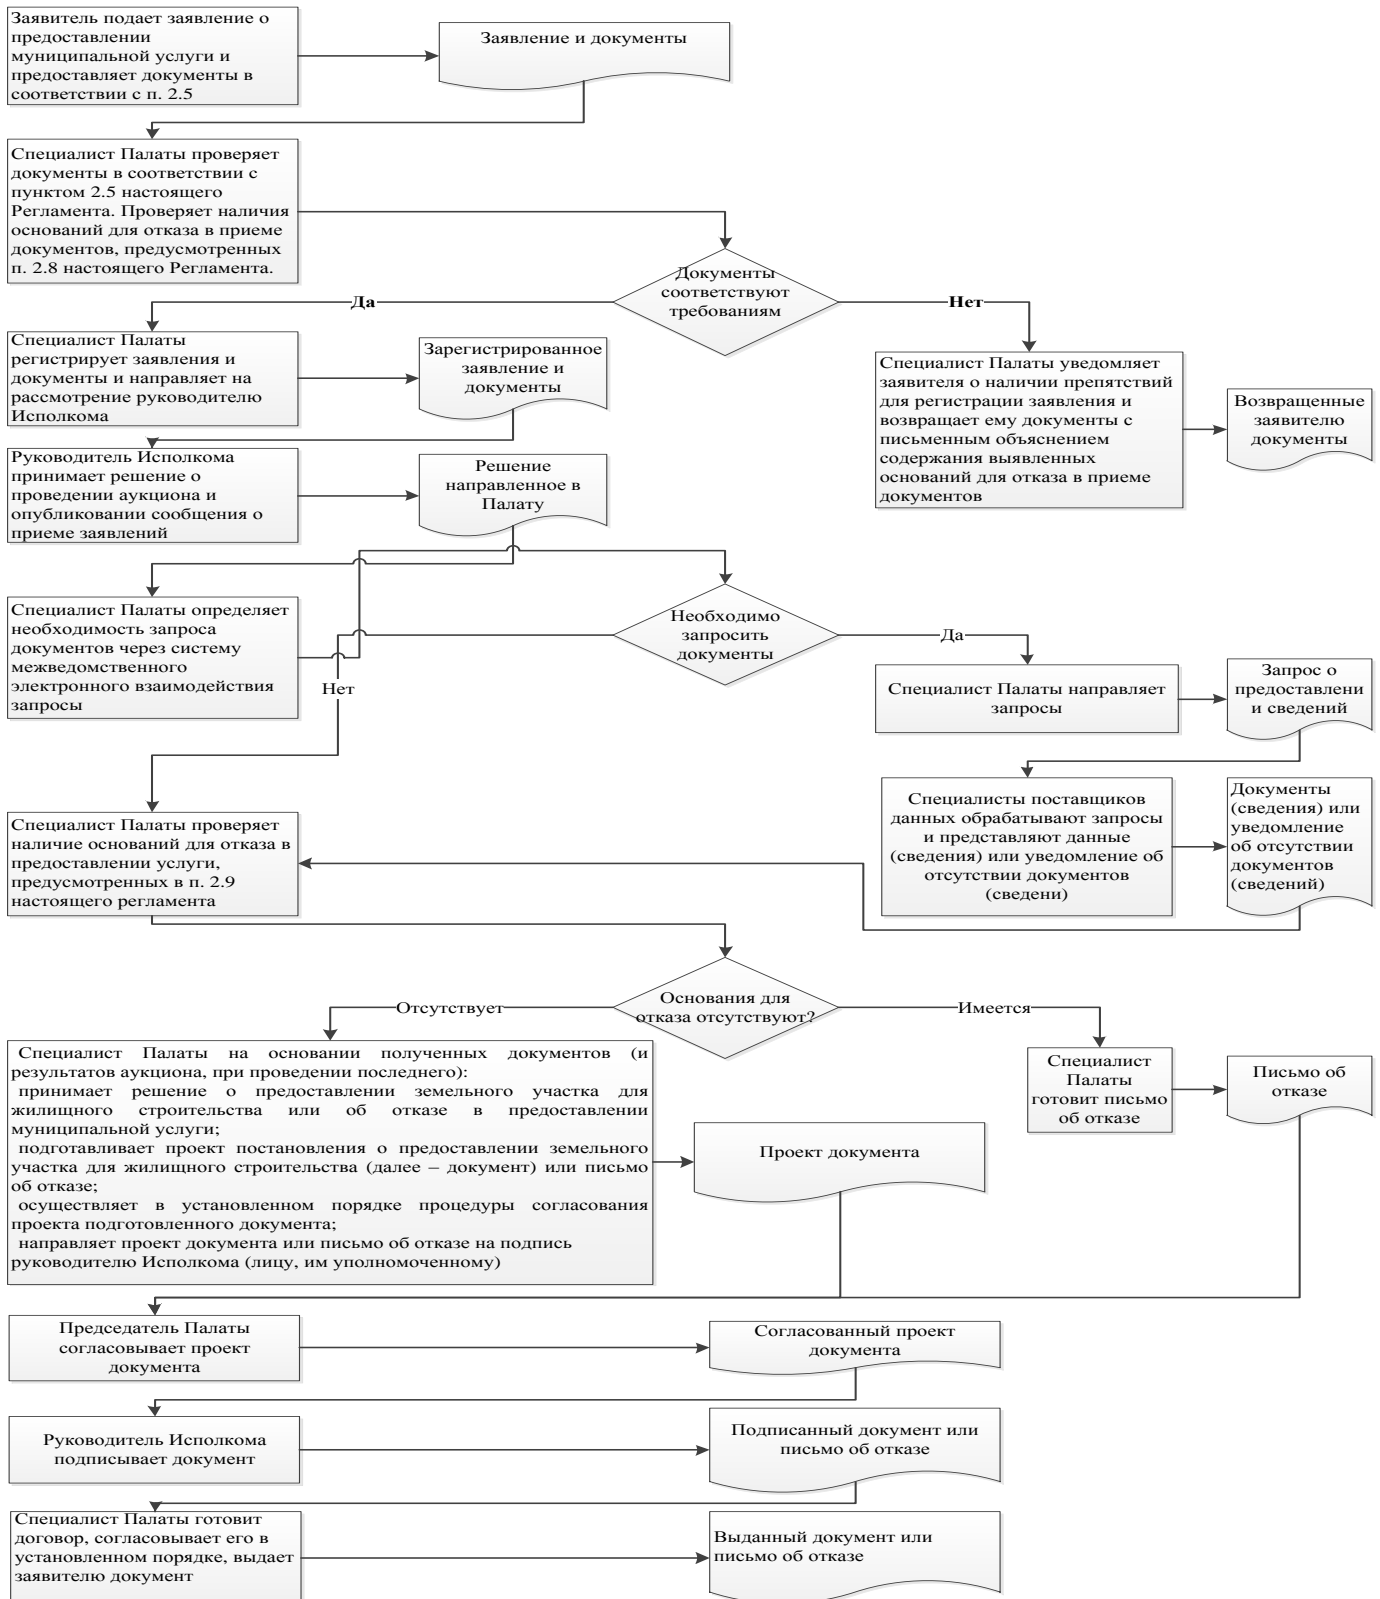 Заявитель подает заявление о
предоставлении
муниципальной услуги и
предоставляет документы в
соответствии с п. 2.5
Заявление и документы
Специалист Палаты проверяет
документы в соответствии с
пунктом 2.5 настоящего
Регламента. Проверяет наличия
оснований для отказа в приеме
документов, предусмотренных
п. 2.8 настоящего Регламента.
Документы
соответствуют
требованиям
Да
Нет
Специалист Палаты
регистрирует заявления и
документы и направляет на
рассмотрение руководителю
Исполкома
Зарегистрированное
заявление и
документы
Специалист Палаты уведомляет
заявителя о наличии препятствий
для регистрации заявления и
возвращает ему документы с
письменным объяснением
содержания выявленных
оснований для отказа в приеме
документов
Возвращенные
заявителю
документы
Руководитель Исполкома
принимает решение о
проведении аукциона и
опубликовании сообщения о
приеме заявлений
Решение
направленное в
Палату
Специалист Палаты определяет
необходимость запроса
документов через систему
межведомственного
электронного взаимодействия
запросы
Необходимо
запросить
документы
Да
Нет
Специалист Палаты направляет
запросы
Запрос о
предоставлени
и сведений
Специалисты поставщиков
данных обрабатывают запросы
и представляют данные
(сведения) или уведомление об
отсутствии документов
(сведени)
Документы
(сведения) или
уведомление
об отсутствии
документов
(сведений)
Специалист Палаты проверяет
наличие оснований для отказа в
предоставлении услуги,
предусмотренных в п. 2.9
настоящего регламента
Основания для
отказа отсутствуют?
Отсутствует
Имеется
Специалист Палаты на основании полученных документов (и
результатов аукциона, при проведении последнего):
принимает решение о предоставлении земельного участка для
жилищного строительства или об отказе в предоставлении
муниципальной услуги;
подготавливает проект постановления о предоставлении земельного
участка для жилищного строительства (далее – документ) или письмо
об отказе;
осуществляет в установленном порядке процедуры согласования
проекта подготовленного документа;
направляет проект документа или письмо об отказе на подпись
руководителю Исполкома (лицу, им уполномоченному)
Проект документа
Специалист
Палаты
готовит письмо
об отказе
Письмо об
отказе
Председатель Палаты
согласовывает проект
документа
Согласованный проект
документа
Руководитель Исполкома
подписывает документ
Подписанный документ или
письмо об отказе
Специалист Палаты готовит
договор, согласовывает его в
установленном порядке, выдает
заявителю документ
Выданный документ или
письмо об отказе